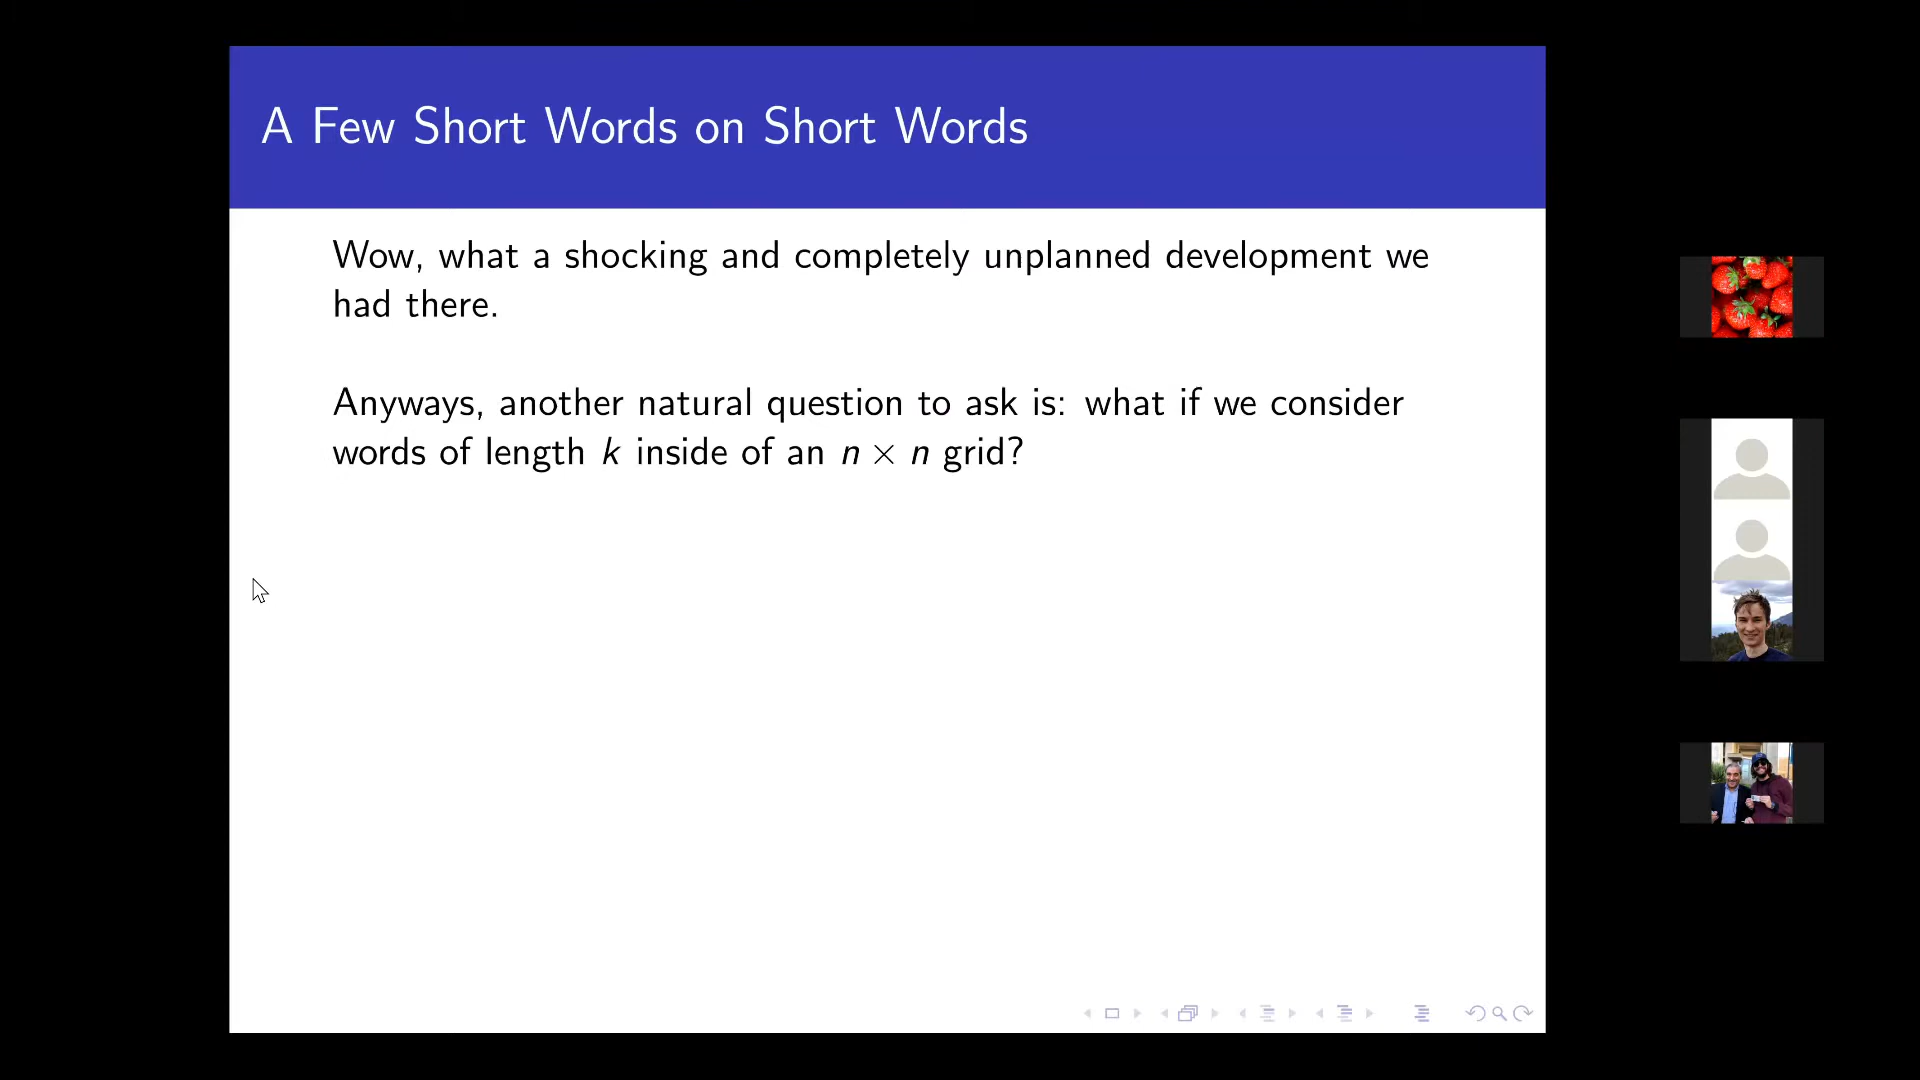 A Few Short Words on Short Words
Wow, what a shocking and completely unplanned development we
had there.
Anyways, another natural question to ask is: what if we consider
words of length k inside of an n × n grid?